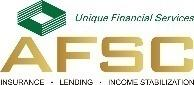 Unique Financial Services
AFSC
INSURANCE - LENDING - INCOME STABILIZATION